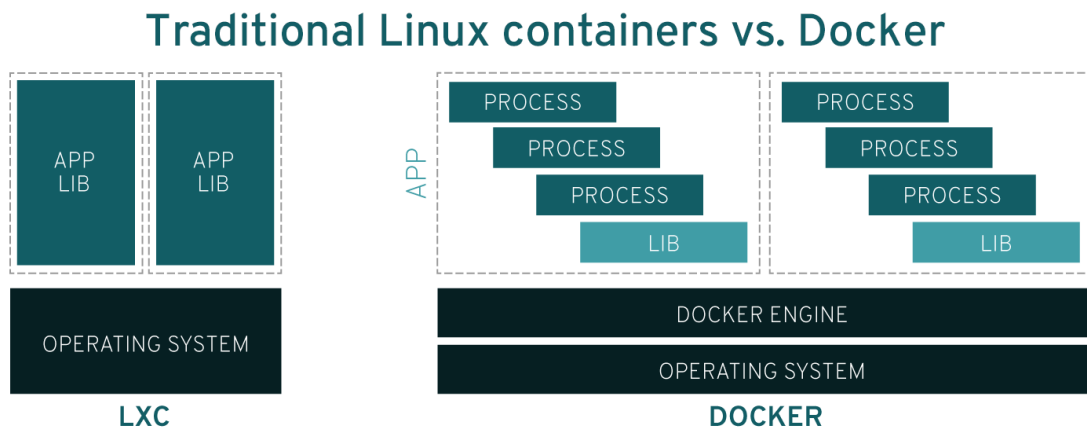 Traditional Linux containers vs. Docker
APP
LIB
APP
LIB
OPERATING SYSTEM
LXC
APP
PROCESS
PROCESS
PROCESS
LIB
PROCESS
PROCESS
PROCESS
LIB
DOCKER ENGINE
OPERATING SYSTEM
DOCKER